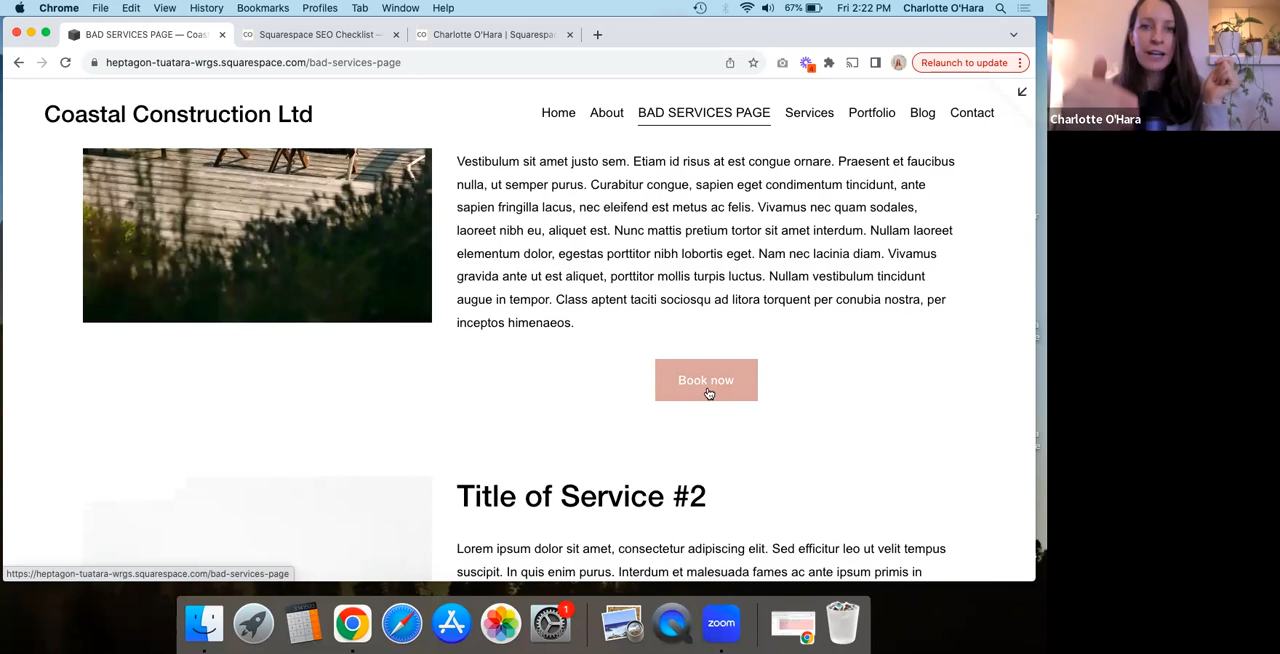 Chrome File Edit View History Bookmarks Profiles Tab Window Help 67% Fri 2:22 PM Charlotte O'Hara
BAD SERVICES PAGE — Coas Squarespace SEO Checklist — Charlotte O'Hara | Squarespac
heptagon-tuatara-wrgs.squarespace.com/bad-services-page Relaunch to update
Charlotte O'Hara
Coastal Construction Ltd Home About BAD SERVICES PAGE Services Portfolio Blog Contact
Vestibulum sit amet justo sem. Etiam id risus at est congue ornare. Praesent et faucibus
nulla, ut semper purus. Curabitur congue, sapien eget condimentum tincidunt, ante
sapien fringilla lacus, nec eleifend est metus ac felis. Vivamus nec quam sodales,
laoreet nibh eu, aliquet est. Nunc mattis pretium tortor sit amet interdum. Nullam laoreet
elementum dolor, egestas porttitor nibh lobortis eget. Nam nec lacinia diam. Vivamus
gravida ante ut est aliquet, porttitor mollis turpis luctus. Nullam vestibulum tincidunt
augue in tempor. Class aptent taciti sociosqu ad litora torquent per conubia nostra, per
inceptos himenaeos.
Book now
Title of Service #2
Lorem ipsum dolor sit amet, consectetur adipiscing elit. Sed efficitur leo ut velit tempus
suscipit. In quis enim purus. Interdum et malesuada fames ac ante ipsum primis in
https://heptagon-tuatara-wrgs.squarespace.com/bad-services-page
1
zoom